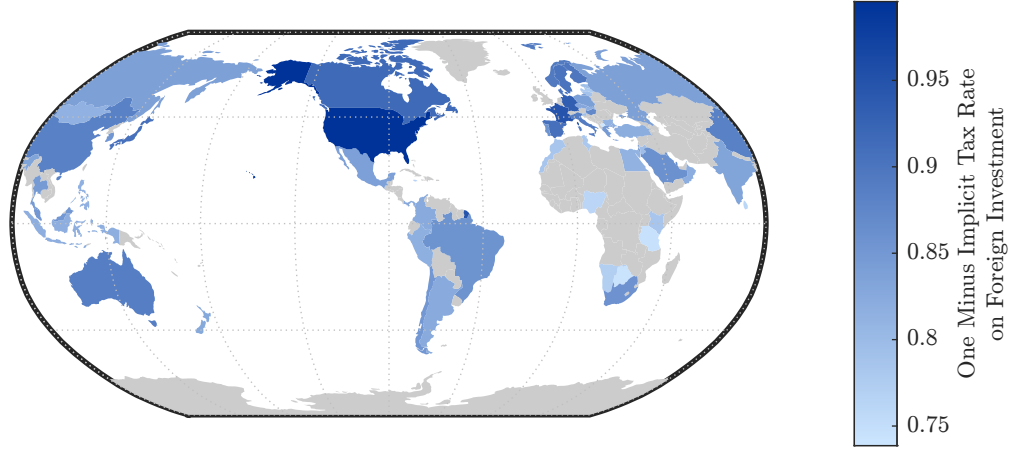 0.95
0.9
0.85
0.8
0.75
One Minus Implicit Tax Rate
on Foreign Investment